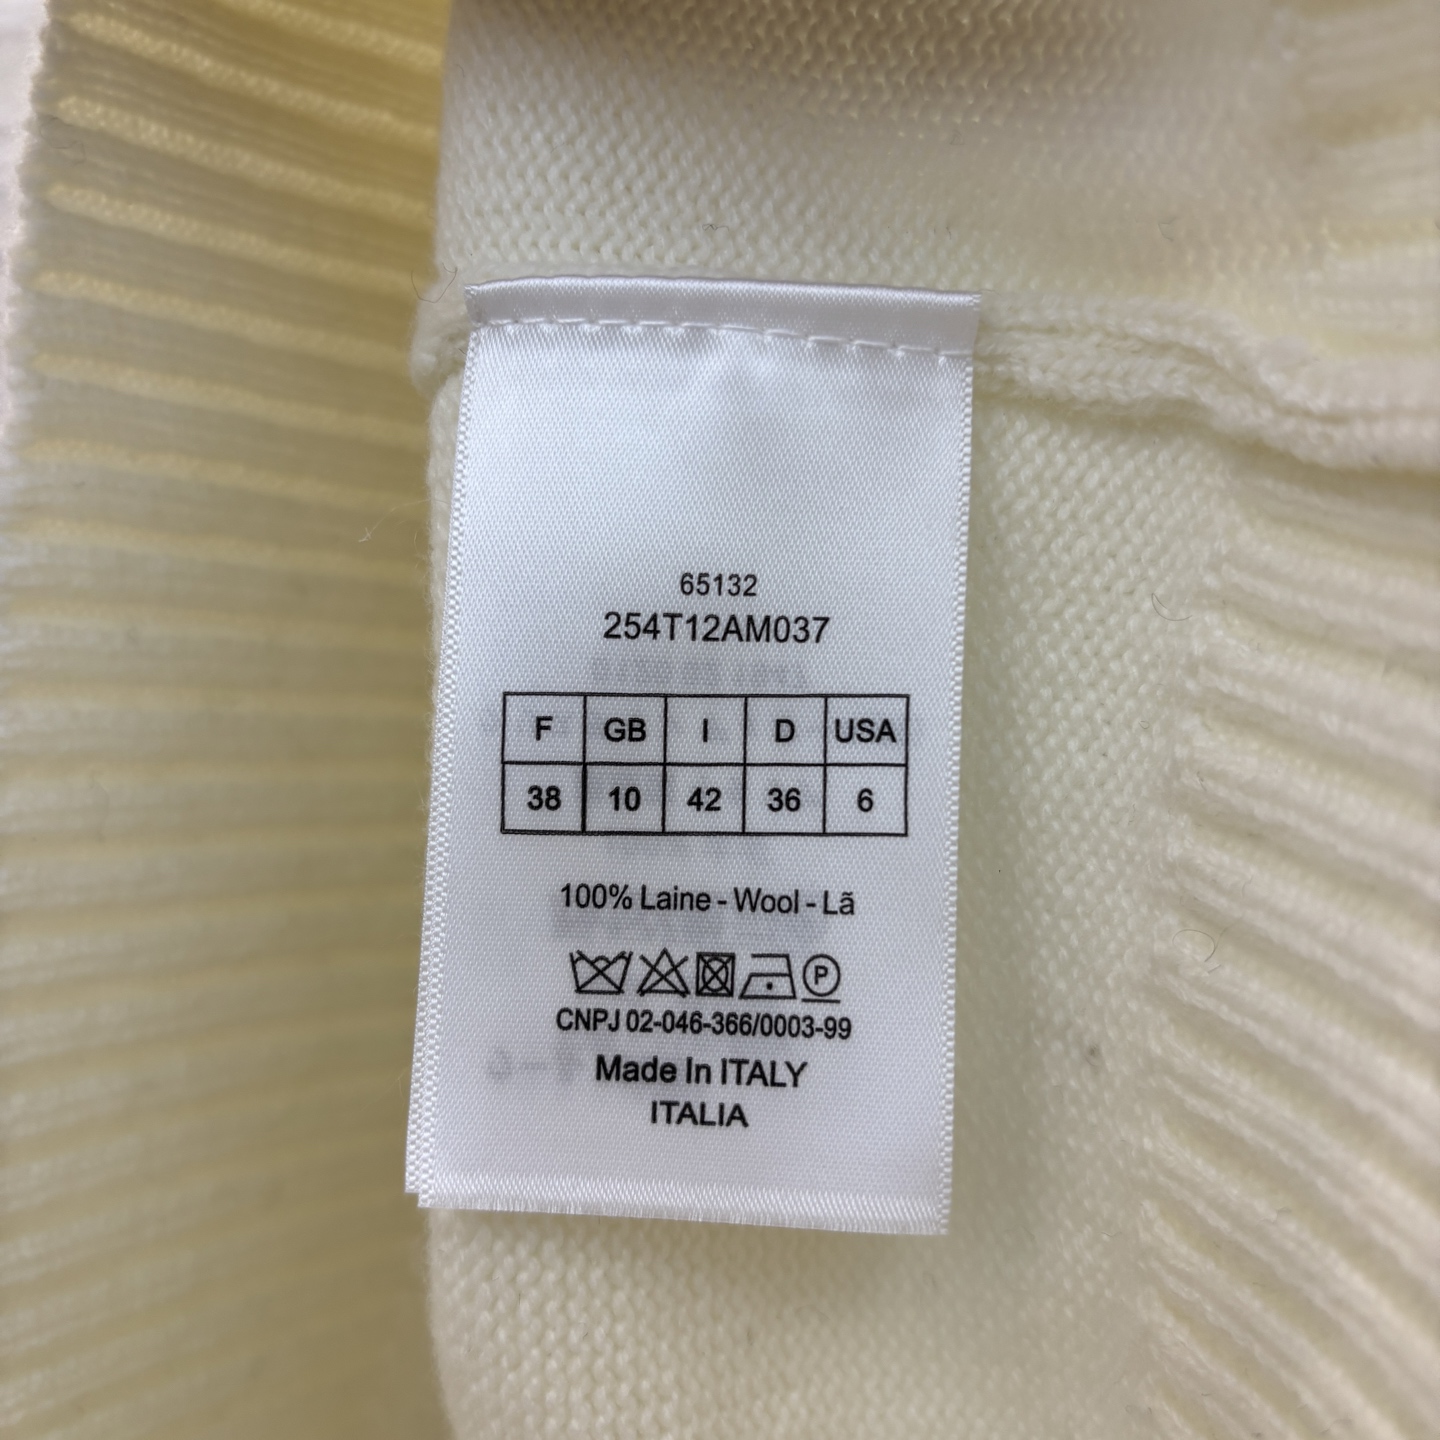 65132
254T12AM037
F GB I D USA
38 10 42 36 6
100% Laine - Wool - Lã
P
CNPJ 02-046-366/0003-99
Made In ITALY
ITALIA